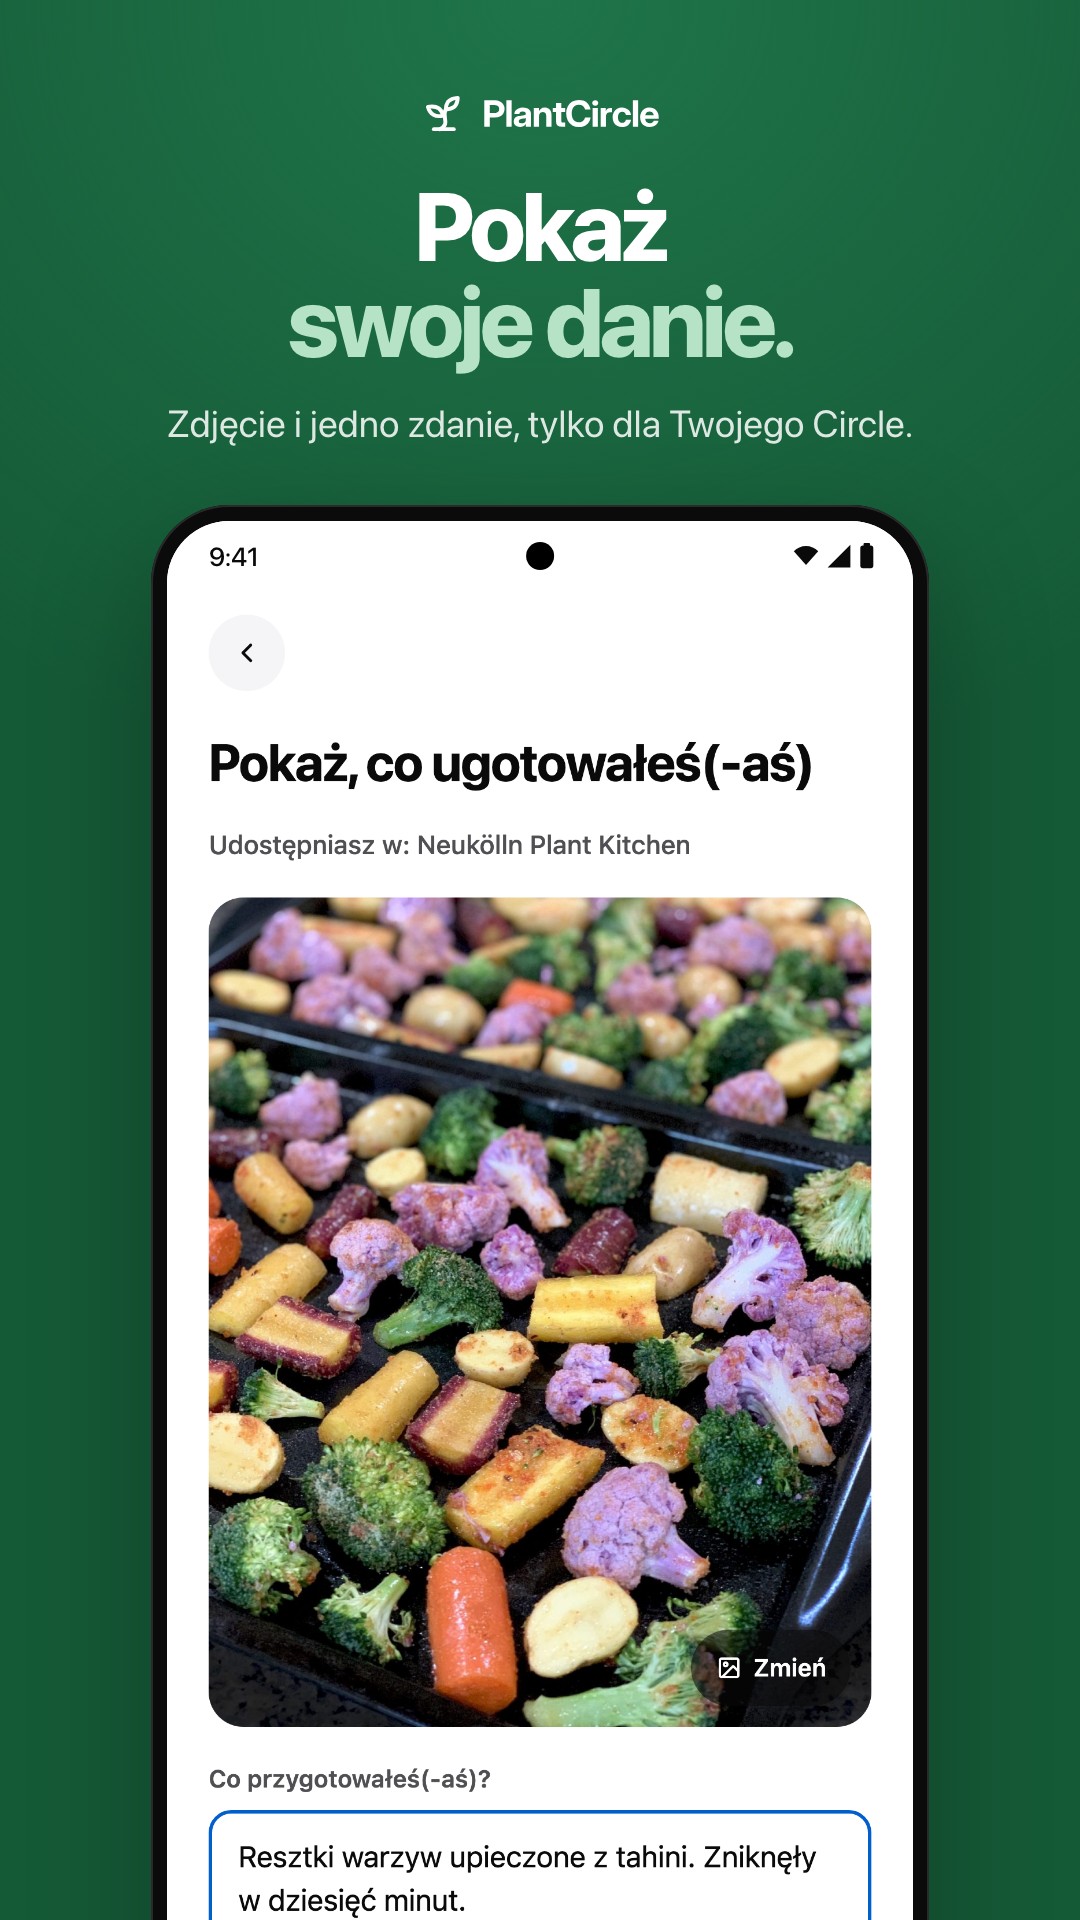 PlantCircle
Pokaż
swoje danie.
Zdjęcie i jedno zdanie, tylko dla Twojego Circle.
9:41
Pokaż, co ugotowałeś(-aś)
Udostępniasz w: Neukölln Plant Kitchen
Zmień
Co przygotowałeś(-aś)?
Resztki warzyw upieczone z tahini. Zniknęły
w dziesięć minut.